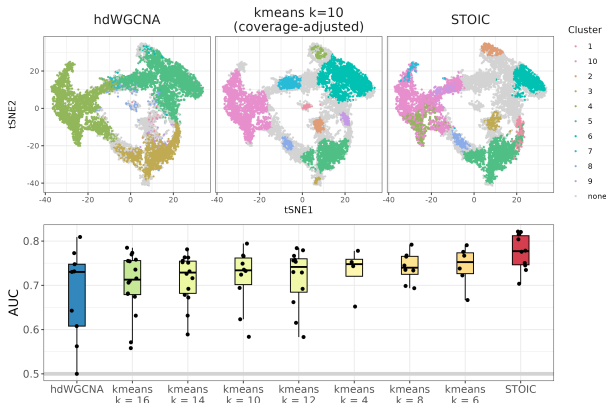 hdWGCNA
kmeans k=10
(coverage-adjusted)
STOIC
Cluster
1
10
2
3
4
5
6
7
8
9
none
tSNE2
20
0
-20
-40
-40 -20 0 20 -40 -20 0 20 -40 -20 0 20 40
tSNE1
AUC
0.8
0.7
0.6
0.5
hdWGCNA kmeans kmeans kmeans kmeans kmeans kmeans kmeans STOIC
k = 16 k = 14 k = 10 k = 12 k = 4 k = 8 k = 6